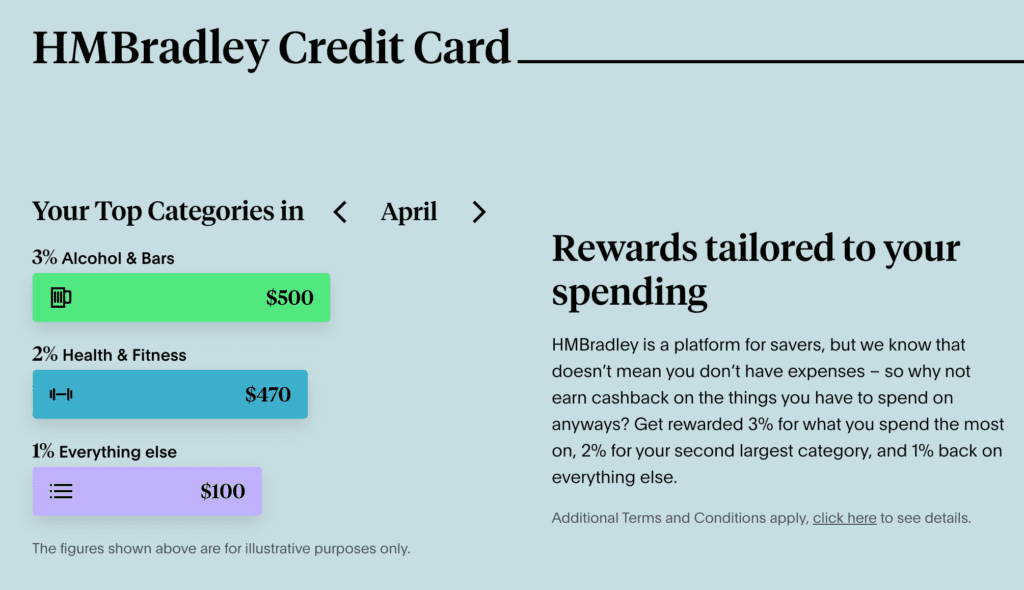 HMBradley Credit Card
Your Top Categories in
April
3% Alcohol & Bars
$500
2% Health & Fitness
$470
1% Everything else
$100
The figures shown above are for illustrative purposes only.
Rewards tailored to your
spending
HMBradley is a platform for savers, but we know that
doesn’t mean you don’t have expenses – so why not
earn cashback on the things you have to spend on
anyways? Get rewarded 3% for what you spend the most
on, 2% for your second largest category, and 1% back on
everything else.
Additional Terms and Conditions apply, click here to see details.